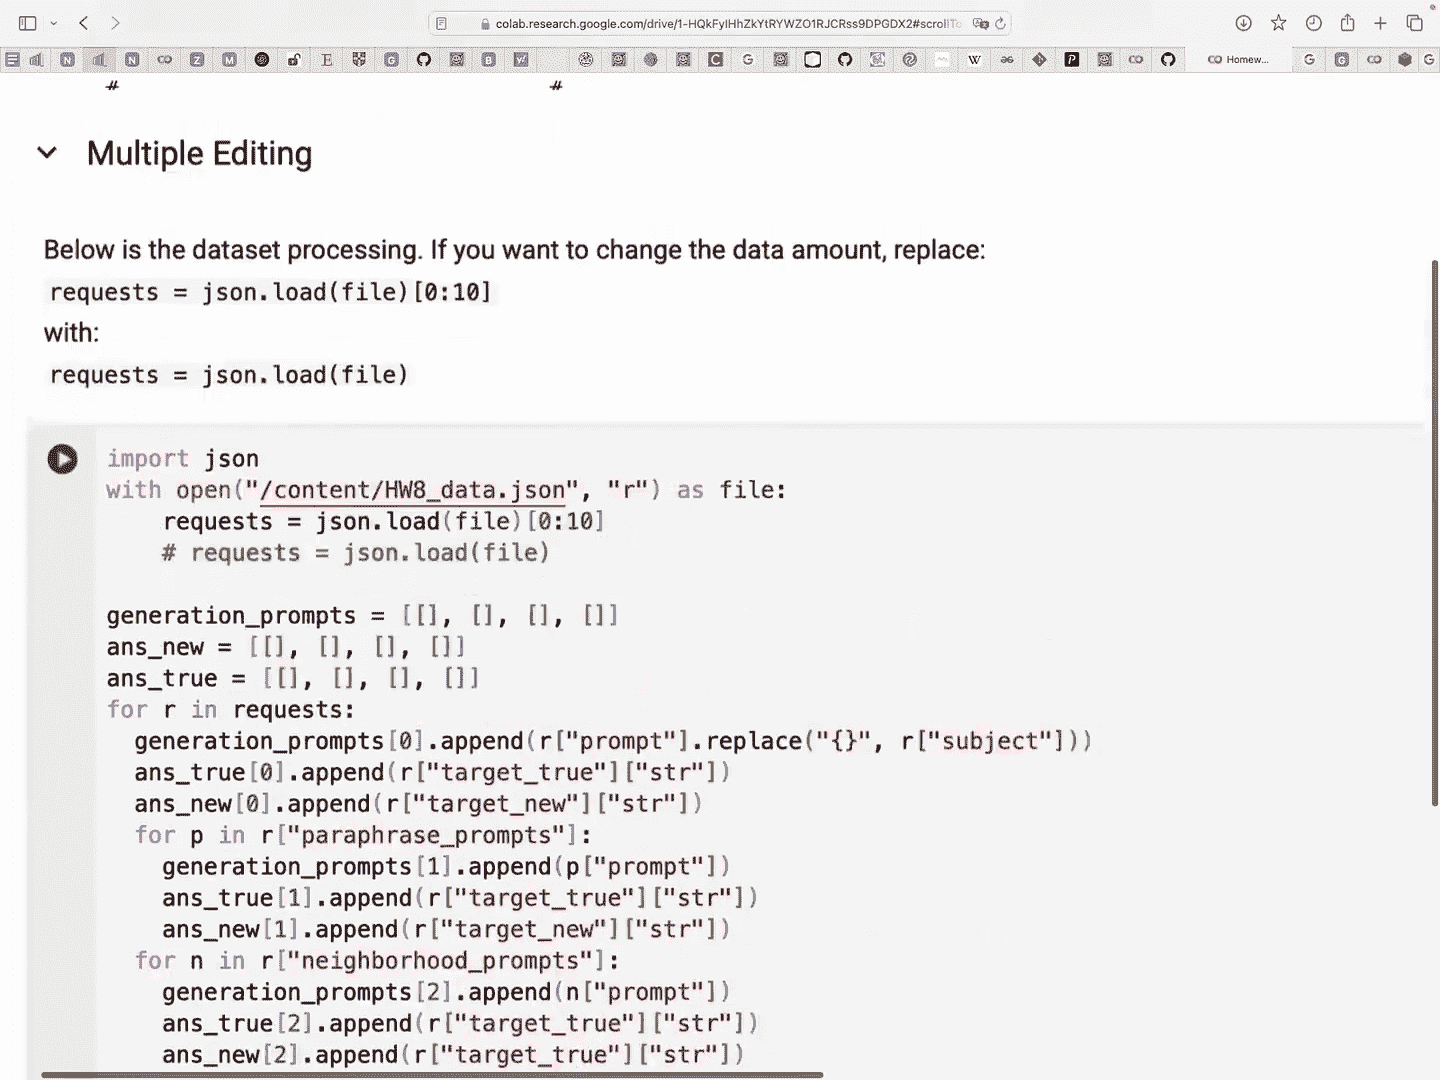 colab.research.google.com/drive/1-HQkFyIHhZkYtRYWZO1RJCRss9DPGDX2#scrollTo
Homew...
#
#
Multiple Editing
Below is the dataset processing. If you want to change the data amount, replace:
requests = json.load(file)[0:10]
with:
requests = json.load(file)
import json
with open("/content/HW8_data.json", "r") as file:
    requests = json.load(file)[0:10]
    # requests = json.load(file)
generation_prompts = [[], [], [], []]
ans_new = [[], [], [], []]
ans_true = [[], [], [], []]
for r in requests:
  generation_prompts[0].append(r["prompt"].replace("{}", r["subject"]))
  ans_true[0].append(r["target_true"]["str"])
  ans_new[0].append(r["target_new"]["str"])
  for p in r["paraphrase_prompts"]:
    generation_prompts[1].append(p["prompt"])
    ans_true[1].append(r["target_true"]["str"])
    ans_new[1].append(r["target_new"]["str"])
  for n in r["neighborhood_prompts"]:
    generation_prompts[2].append(n["prompt"])
    ans_true[2].append(r["target_true"]["str"])
    ans_new[2].append(r["target_true"]["str"])